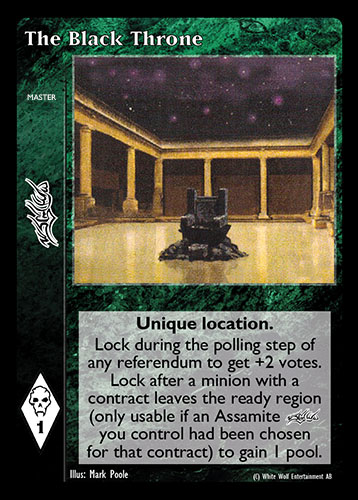 The Black Throne
MASTER
Unique location.
Lock during the polling step of
any referendum to get +2 votes.
Lock after a minion with a
contract leaves the ready region
(only usable if an Assamite
you control had been chosen
for that contract) to gain 1 pool.
1
Illus: Mark Poole
(C) White Wolf Entertainment AB